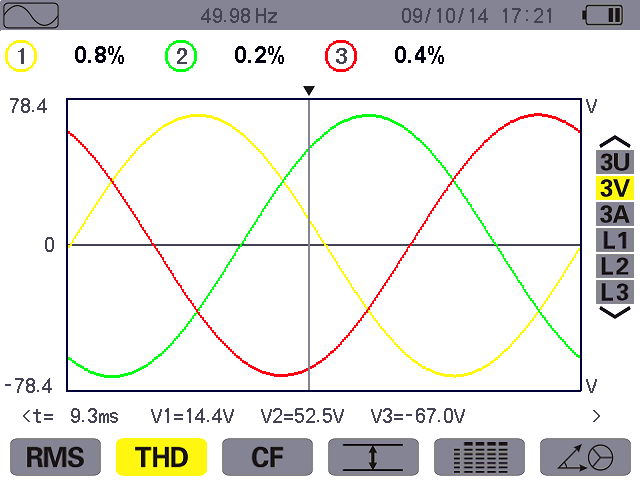 49.98 Hz 09/10/14 17:21
1 0.8% 2 0.2% 3 0.4%
78.4 V
3U
3V
3A
0 L1
L2
L3
-78.4 V
<t= 9.3ms V1=14.4V V2=52.5V V3=-67.0V >
RMS THD CF